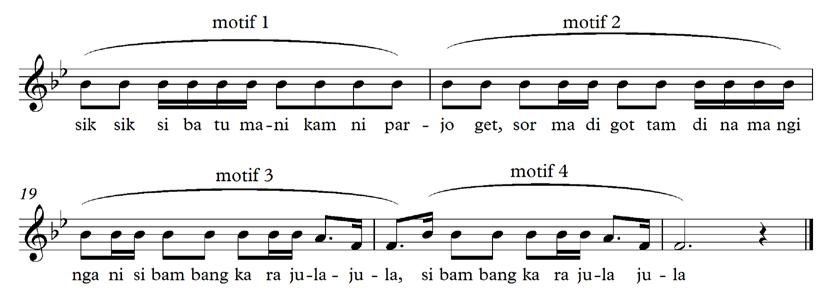 motif 1 motif 2
sik sik si ba tu ma-ni kam ni par - jo get, sor ma di got tam di na ma ngi
19 motif 3 motif 4
nga ni si bam bang ka ra ju-la- ju - la, si bam bang ka ra ju-la ju - la